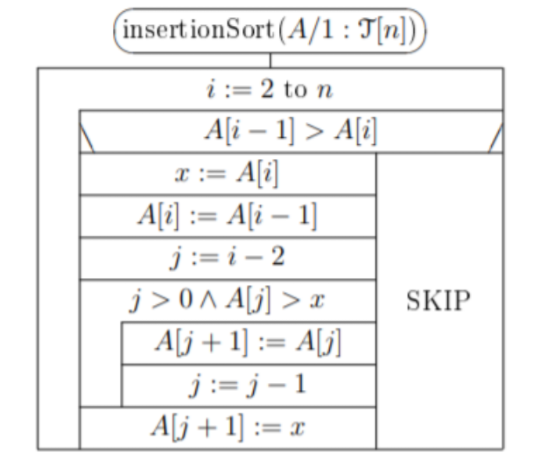 insertionSort(A/1 : 𝒯[n])
i := 2 to n
A[i − 1] > A[i]
x := A[i]
A[i] := A[i − 1]
j := i − 2
j > 0 ∧ A[j] > x
SKIP
A[j + 1] := A[j]
j := j − 1
A[j + 1] := x